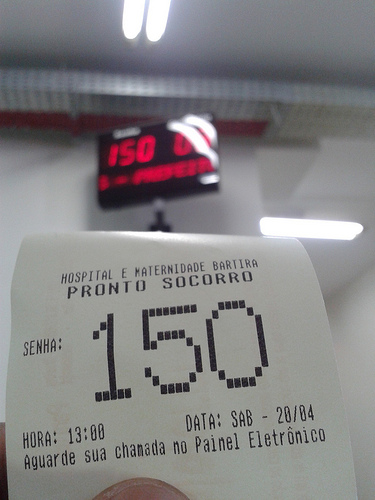 150 0
HOSPITAL E MATERNIDADE BARTIRA
PRONTO SOCORRO
SENHA: 150
HORA: 13:00 DATA: SAB - 20/04
Aguarde sua chamada no Painel Eletrônico